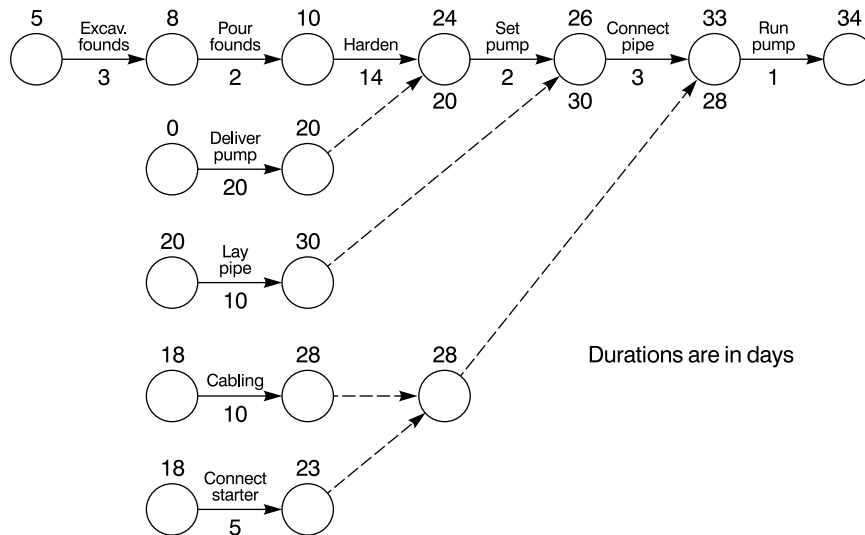 5 8 10 24 26 33 34
Excav. founds
Pour founds
Harden
Set pump
Connect pipe
Run pump
3 2 14 2 3 1
20 30 28
0 20
Deliver pump
20
20 30
Lay pipe
10
18 28 28
Cabling
10
Durations are in days
18 23
Connect starter
5